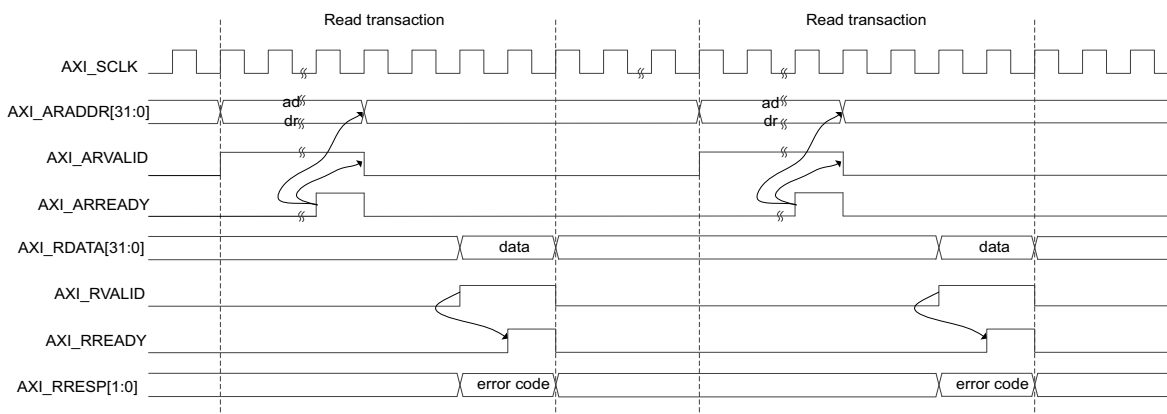 Read transaction Read transaction
AXI_SCLK
AXI_ARADDR[31:0] ad ad
dr dr
AXI_ARVALID
AXI_ARREADY
AXI_RDATA[31:0] data data
AXI_RVALID
AXI_RREADY
AXI_RRESP[1:0] error code error code